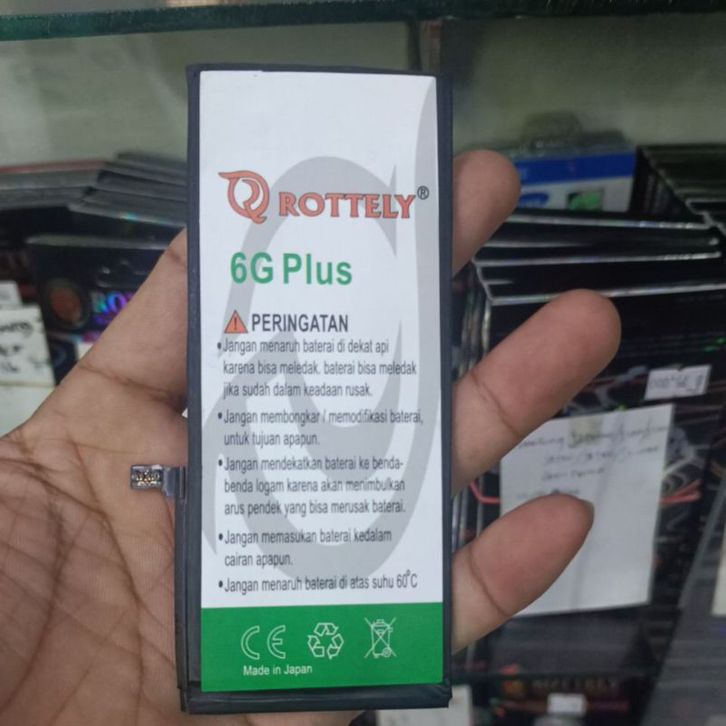 ROTTELY®
6G Plus
PERINGATAN
•Jangan menaruh baterai di dekat api
karena bisa meledak. baterai bisa meledak
jika sudah dalam keadaan rusak.
•Jangan membongkar / memodifikasi baterai,
untuk tujuan apapun.
•Jangan mendekatkan baterai ke benda-
benda logam karena akan menimbulkan
arus pendek yang bisa merusak baterai.
•Jangan memasukan baterai kedalam
cairan apapun.
•Jangan menaruh baterai di atas suhu 60°C
CE
Made in Japan